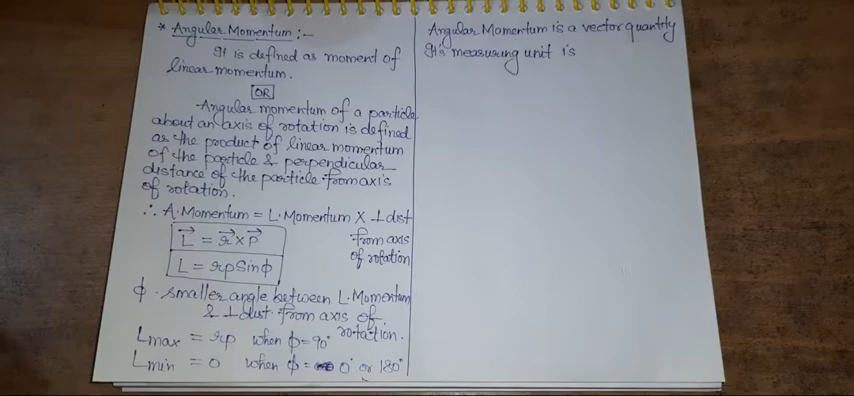 * Angular Momentum :-
It is defined as moment of
linear momentum.
OR
Angular momentum of a particle
about an axis of rotation is defined
as the product of linear momentum
of the particle & perpendicular
distance of the particle from axis
of rotation.
∴ A.Momentum = L.Momentum X ⊥dist
from axis
of rotation
L⃗ = r⃗ x p⃗
L = rp Sinϕ
ϕ - smaller angle between L.Momentum
& ⊥dist. from axis of
rotation.
Lmax = rp when ϕ = 90°
Lmin = 0 when ϕ = 0° or 180°
Angular Momentum is a vector quantity
It's measuring unit is